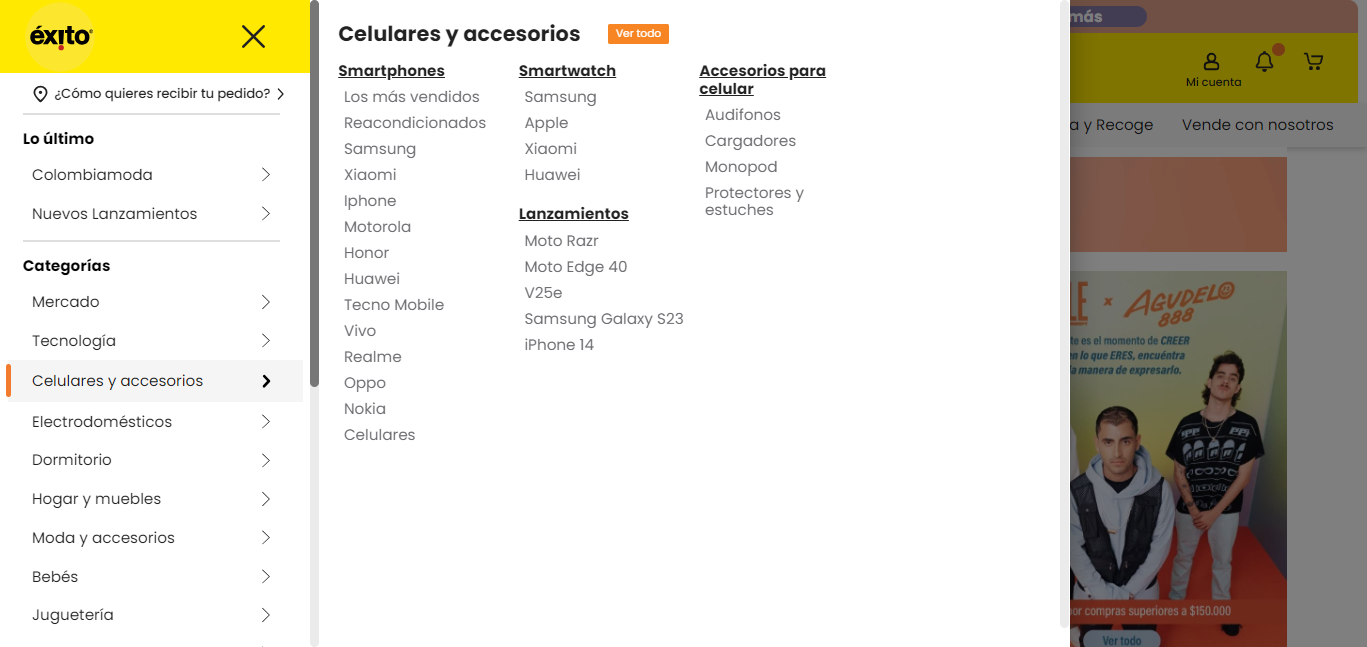 éxito
¿Cómo quieres recibir tu pedido?
Lo último
Colombiamoda
Nuevos Lanzamientos
Categorías
Mercado
Tecnología
Celulares y accesorios
Electrodomésticos
Dormitorio
Hogar y muebles
Moda y accesorios
Bebés
Juguetería
Celulares y accesorios
Ver todo
Smartphones
Los más vendidos
Reacondicionados
Samsung
Xiaomi
Iphone
Motorola
Honor
Huawei
Tecno Mobile
Vivo
Realme
Oppo
Nokia
Celulares
Smartwatch
Samsung
Apple
Xiaomi
Huawei
Lanzamientos
Moto Razr
Moto Edge 40
V25e
Samsung Galaxy S23
iPhone 14
Accesorios para
celular
Audifonos
Cargadores
Monopod
Protectores y
estuches
más
Mi cuenta
a y Recoge
Vende con nosotros
LE x AGUDELO
888
te es el momento de CREER
en lo que ERES, encuéntra
la manera de expresarlo.
por compras superiores a $150.000
Ver todo